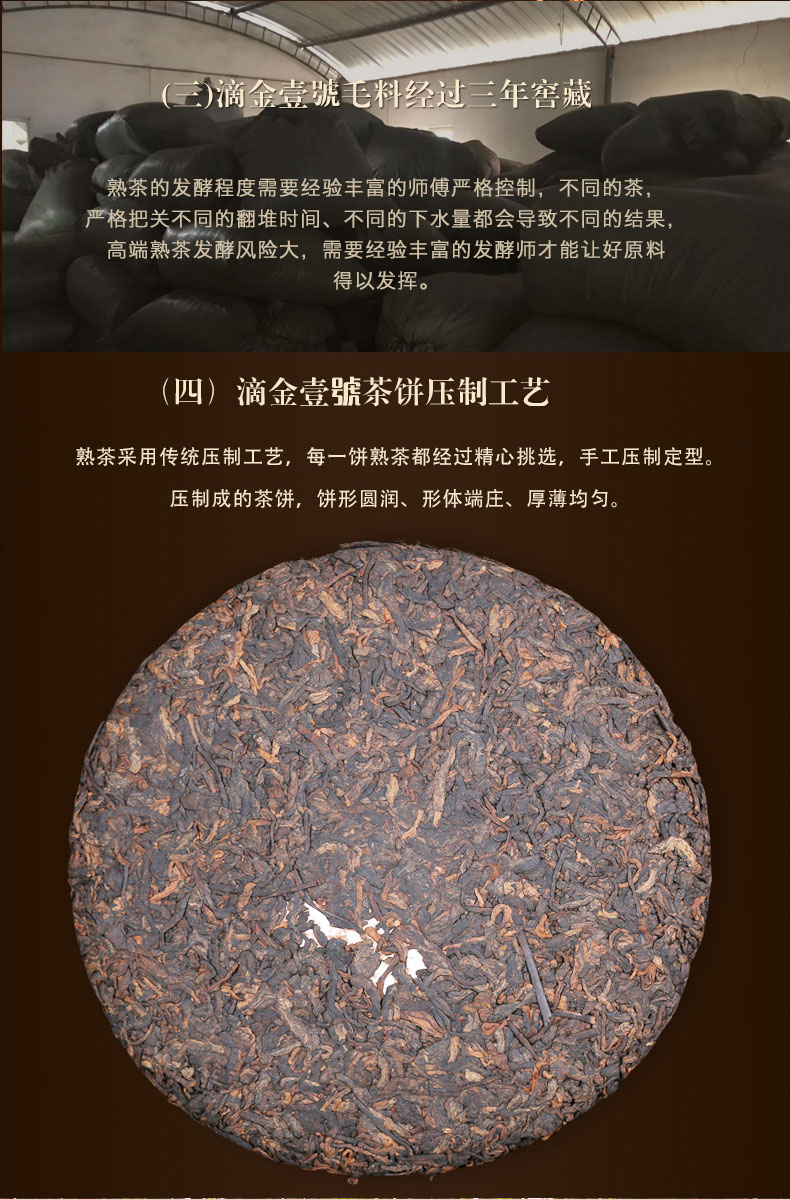 (三)滴金壹號毛料经过三年窖藏
熟茶的发酵程度需要经验丰富的师傅严格控制，不同的茶，
严格把关不同的翻堆时间、不同的下水量都会导致不同的结果，
高端熟茶发酵风险大，需要经验丰富的发酵师才能让好原料
得以发挥。
（四）滴金壹號茶饼压制工艺
熟茶采用传统压制工艺，每一饼熟茶都经过精心挑选，手工压制定型。
压制成的茶饼，饼形圆润、形体端庄、厚薄均匀。